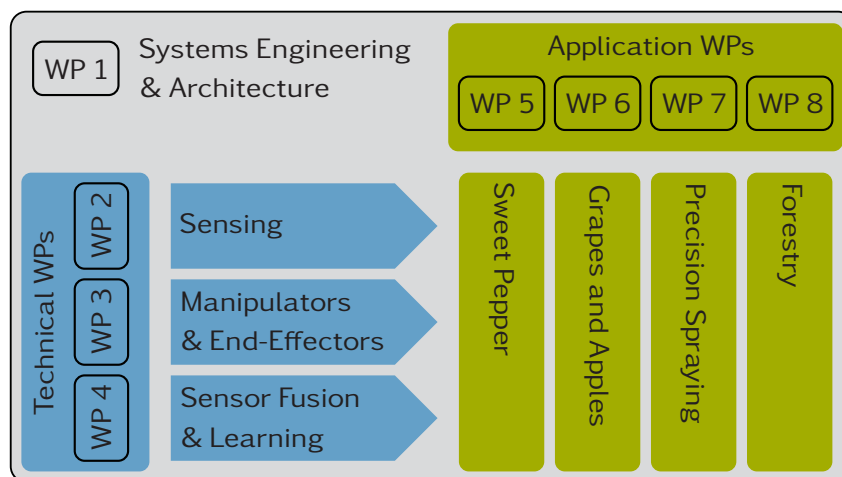 WP 1
Systems Engineering
& Architecture
Application WPs
WP 5
WP 6
WP 7
WP 8
Technical WPs
WP 2
Sensing
WP 3
Manipulators
& End-Effectors
WP 4
Sensor Fusion
& Learning
Sweet Pepper
Grapes and Apples
Precision Spraying
Forestry